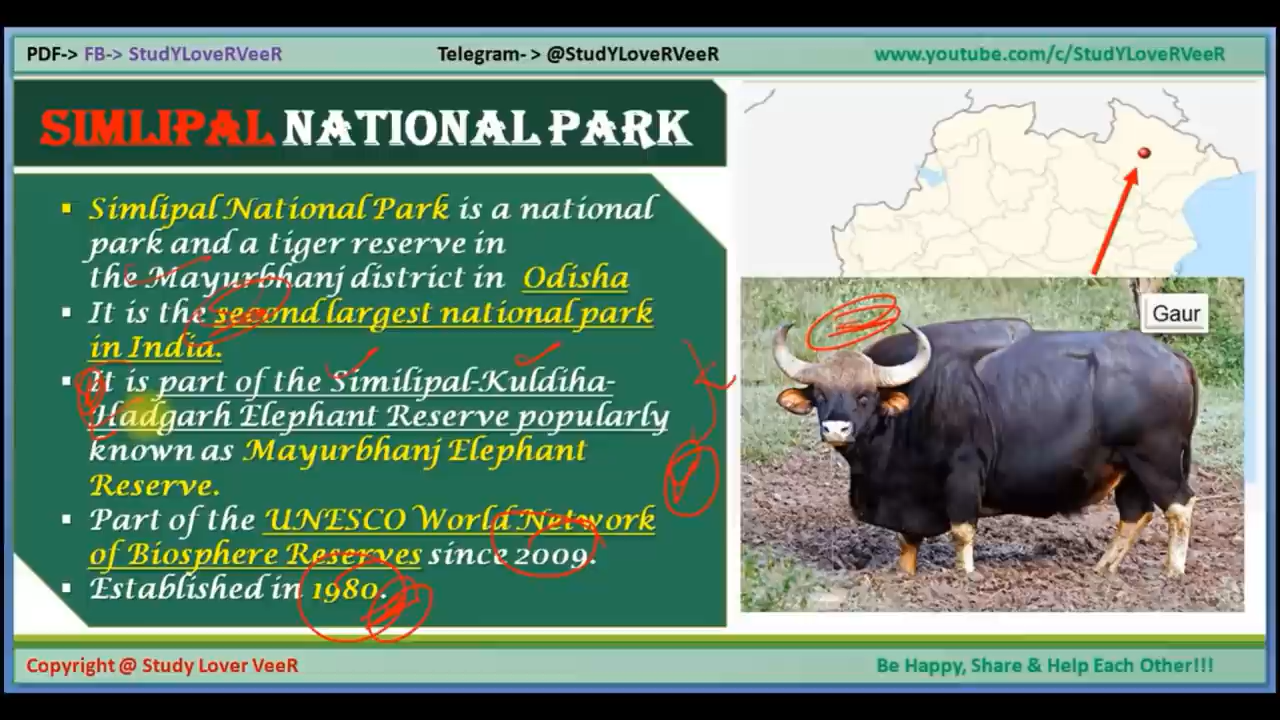 PDF-> FB-> StudYLoveRVeeR Telegram- > @StudYLoveRVeeR www.youtube.com/c/StudYLoveRVeeR
SIMLIPAL NATIONAL PARK
▪ Simlipal National Park is a national
park and a tiger reserve in
the Mayurbhanj district in Odisha
▪ It is the second largest national park
in India.
▪ It is part of the Similipal-Kuldiha-
Hadgarh Elephant Reserve popularly
known as Mayurbhanj Elephant
Reserve.
▪ Part of the UNESCO World Network
of Biosphere Reserves since 2009.
▪ Established in 1980.
Gaur
Copyright @ Study Lover VeeR Be Happy, Share & Help Each Other!!!